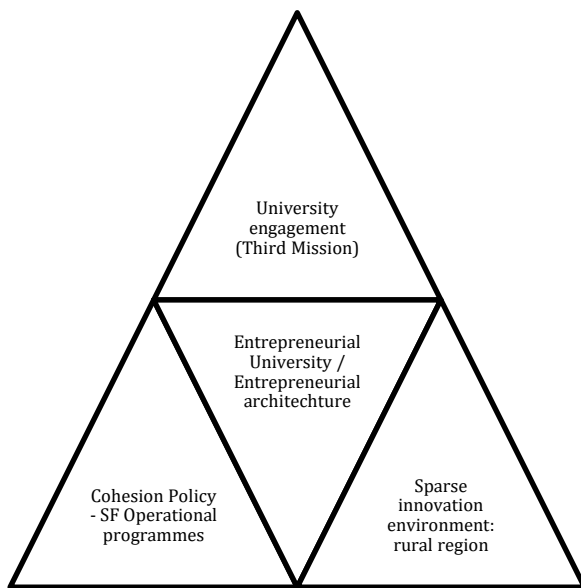 University
engagement
(Third Mission)
Entrepreneurial
University /
Entrepreneurial
architechture
Cohesion Policy
- SF Operational
programmes
Sparse
innovation
environment:
rural region